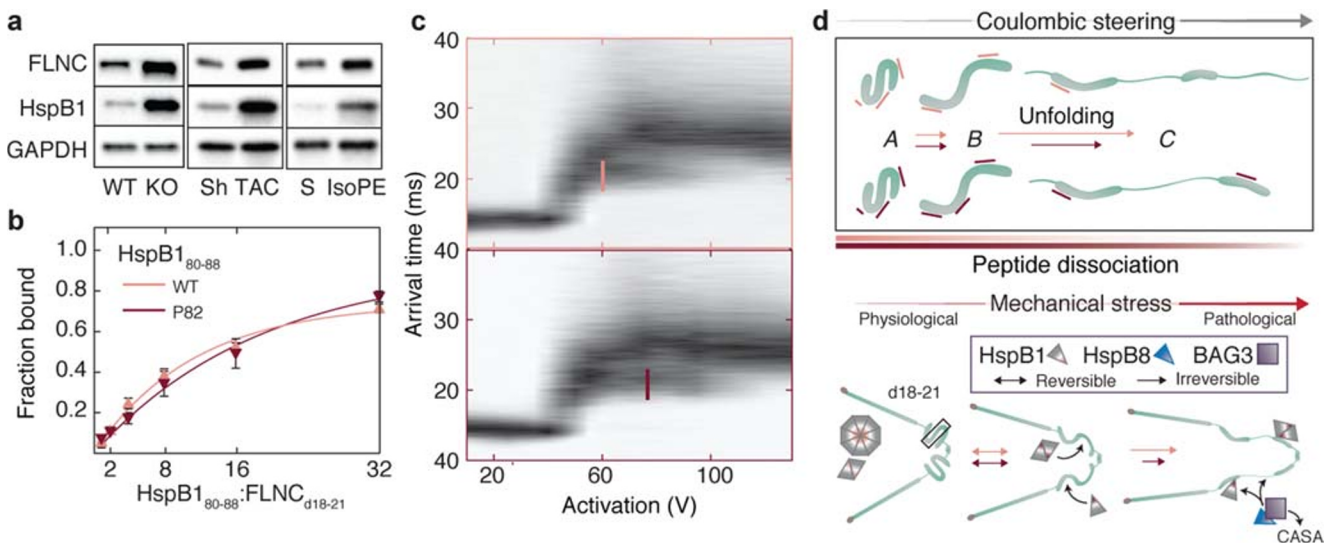 a
FLNC
HspB1
GAPDH
WT KO Sh TAC S IsoPE
b
Fraction bound
1.0
0.8
0.6
0.4
0.2
HspB180-88
WT
P82
2 8 16 32
HspB180-88:FLNCd18-21
c
Arrival time (ms)
40
30
20
40
30
20
40
20 60 100
Activation (V)
d
Coulombic steering
Unfolding
A B C
Peptide dissociation
Mechanical stress
Physiological Pathological
HspB1 HspB8 BAG3
Reversible Irreversible
d18-21
CASA